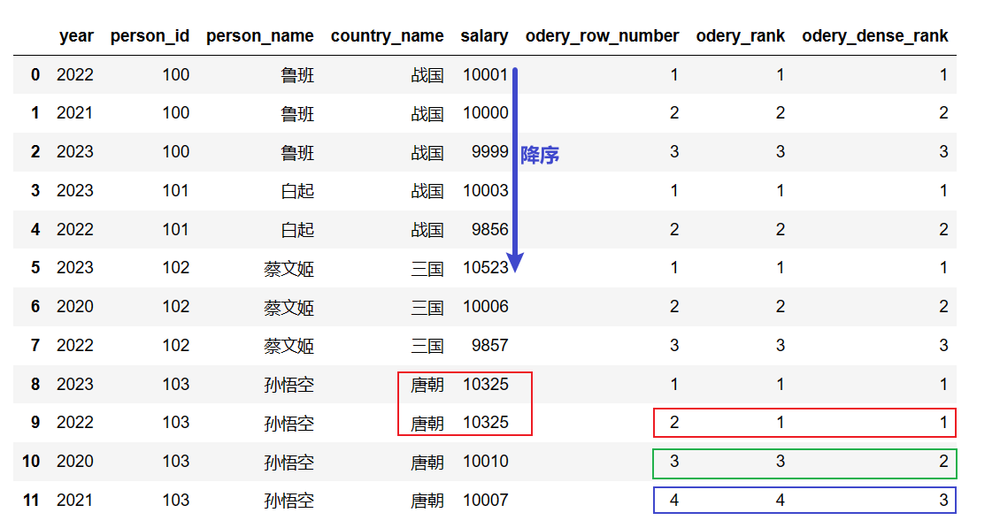 year person_id person_name country_name salary odery_row_number odery_rank odery_dense_rank
0 2022 100 鲁班 战国 10001 1 1 1
1 2021 100 鲁班 战国 10000 2 2 2
2 2023 100 鲁班 战国 9999 降序 3 3 3
3 2023 101 白起 战国 10003 1 1 1
4 2022 101 白起 战国 9856 2 2 2
5 2023 102 蔡文姬 三国 10523 1 1 1
6 2020 102 蔡文姬 三国 10006 2 2 2
7 2022 102 蔡文姬 三国 9857 3 3 3
8 2023 103 孙悟空 唐朝 10325 1 1 1
9 2022 103 孙悟空 唐朝 10325 2 1 1
10 2020 103 孙悟空 唐朝 10010 3 3 2
11 2021 103 孙悟空 唐朝 10007 4 4 3